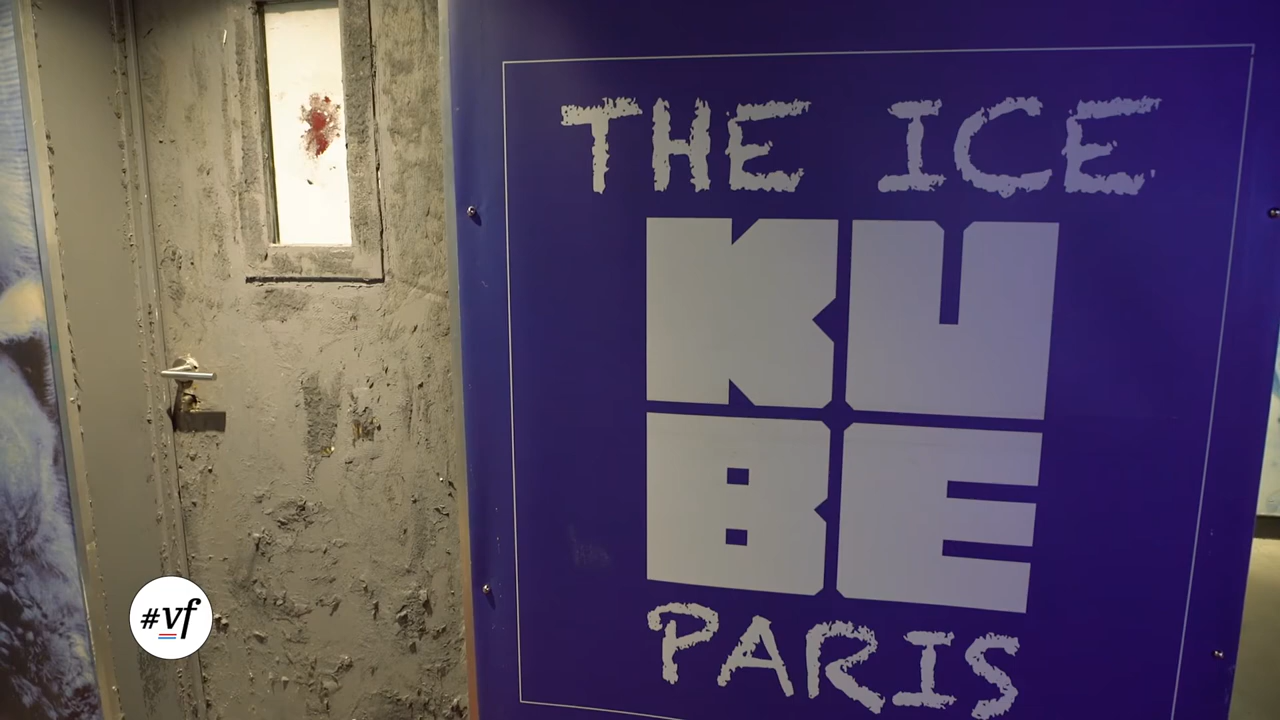 THE ICE
KU
BE
PARIS
#vf